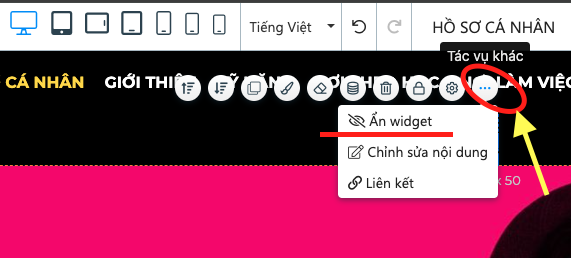 Tiếng Việt
HỒ SƠ CÁ NHÂN
Tác vụ khác
CÁ NHÂN
GIỚI THIỆU
LÀM VIỆC
Ẩn widget
Chỉnh sửa nội dung
Liên kết
x 50